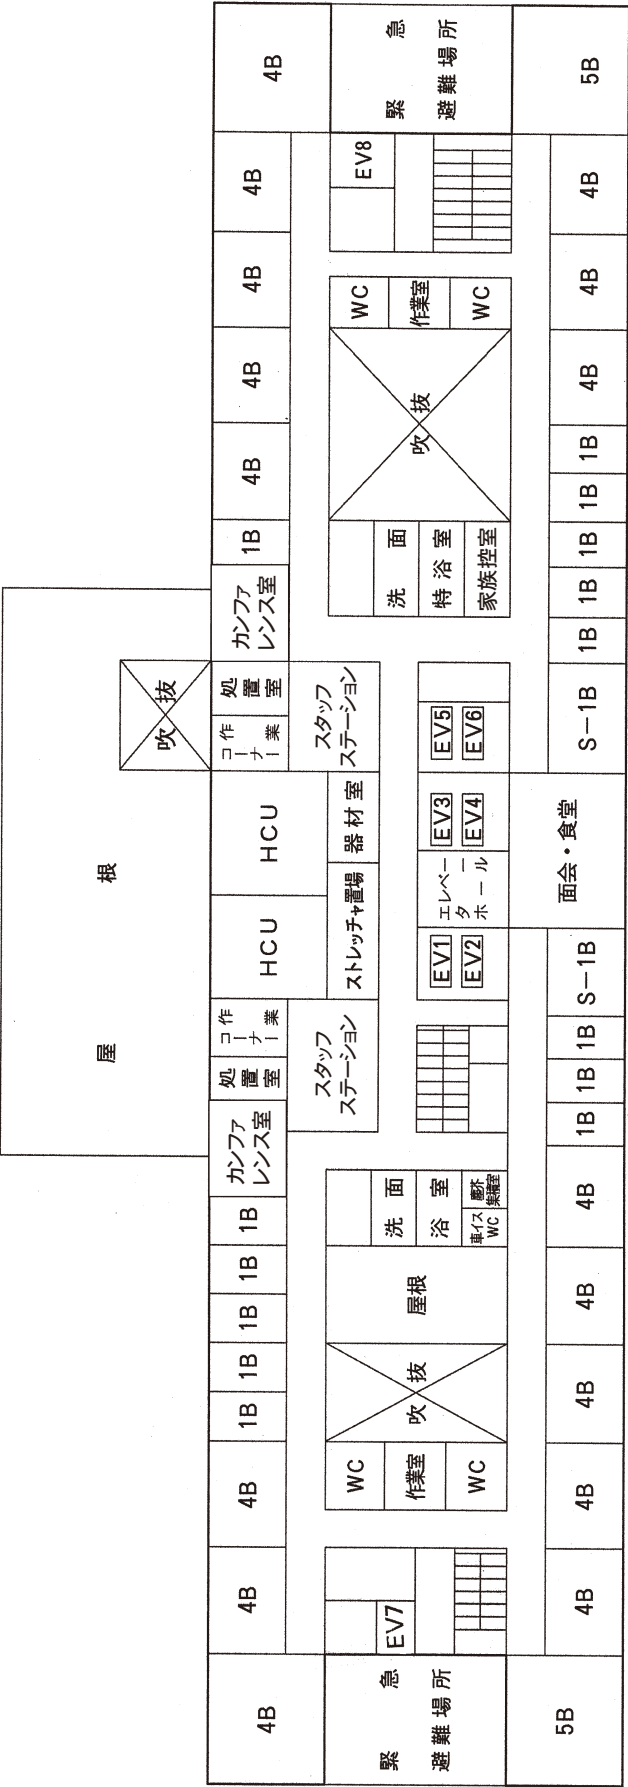 屋根
吹抜
4B
4B
4B
1B
1B
1B
1B
1B
カンファ
レンス室
処置室
作業
コーナー
HCU
HCU
作業
コーナー
処置室
カンファ
レンス室
1B
4B
4B
4B
4B
4B
緊急
避難場所
EV7
WC
作業室
WC
吹抜
屋根
洗面
浴室
車イス
WC
塵芥
集積室
スタッフ
ステーション
ストレッチャ置場
器材室
スタッフ
ステーション
EV1
EV2
エレベー
タ
ホール
EV3
EV4
EV5
EV6
洗面
特浴室
家族控室
吹抜
WC
作業室
WC
EV8
緊急
避難場所
5B
4B
4B
4B
4B
4B
1B
1B
1B
S−1B
面会・食堂
S−1B
1B
1B
1B
1B
1B
4B
4B
4B
5B